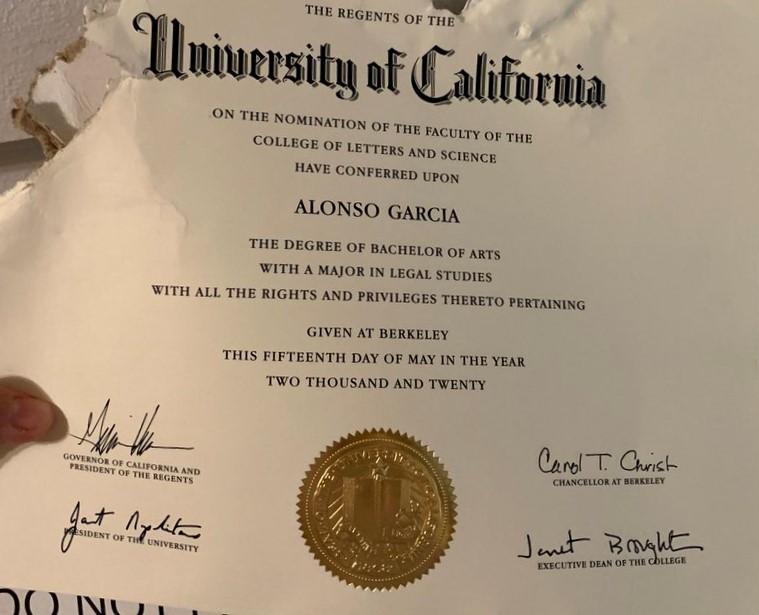 THE REGENTS OF THE
University of California
ON THE NOMINATION OF THE FACULTY OF THE
COLLEGE OF LETTERS AND SCIENCE
HAVE CONFERRED UPON
ALONSO GARCIA
THE DEGREE OF BACHELOR OF ARTS
WITH A MAJOR IN LEGAL STUDIES
WITH ALL THE RIGHTS AND PRIVILEGES THERETO PERTAINING
GIVEN AT BERKELEY
THIS FIFTEENTH DAY OF MAY IN THE YEAR
TWO THOUSAND AND TWENTY
GOVERNOR OF CALIFORNIA AND
PRESIDENT OF THE REGENTS
Janet Napolitano
PRESIDENT OF THE UNIVERSITY
Carol T. Christ
CHANCELLOR AT BERKELEY
Janet Broughton
EXECUTIVE DEAN OF THE COLLEGE
DO NOT